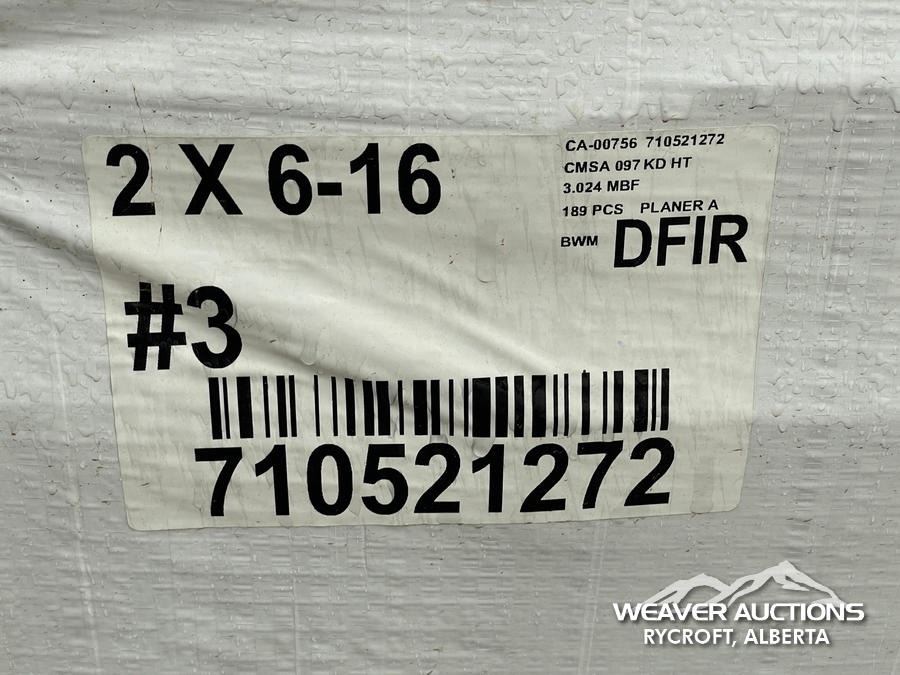 2 X 6-16
CA-00756 710521272
CMSA 097 KD HT
3.024 MBF
189 PCS PLANER A
BWM DFIR
#3
710521272
WEAVER AUCTIONS
RYCROFT, ALBERTA